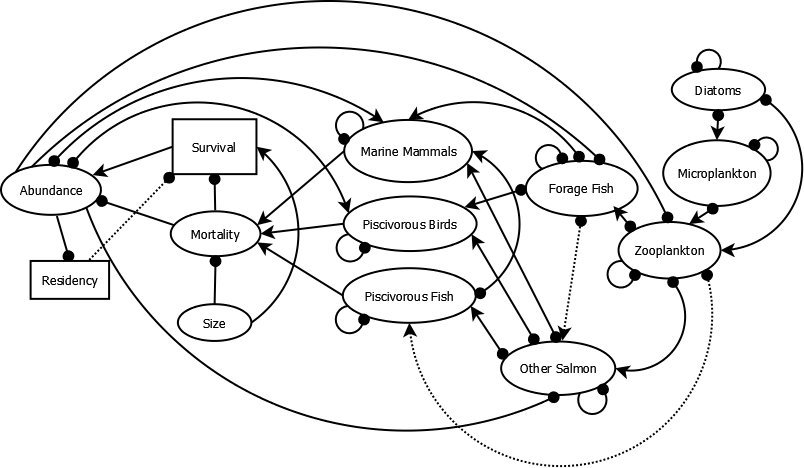 Diatoms
Survival
Marine Mammals
Microplankton
Abundance
Forage Fish
Mortality
Piscivorous Birds
Zooplankton
Residency
Piscivorous Fish
Size
Other Salmon